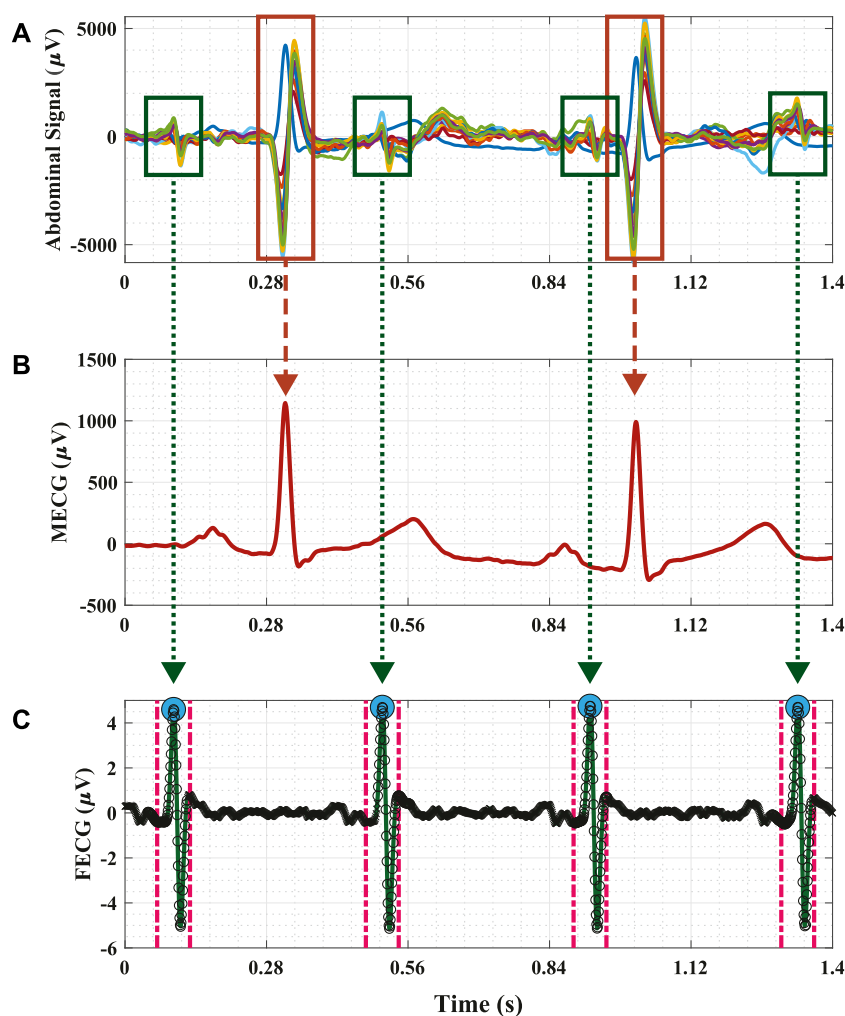 A
Abdominal Signal (μV)
5000
0
-5000
0 0.28 0.56 0.84 1.12 1.4
B
MECG (μV)
1500
1000
500
0
-500
0 0.28 0.56 0.84 1.12 1.4
C
FECG (μV)
4
2
0
-2
-4
-6
0 0.28 0.56 0.84 1.12 1.4
Time (s)